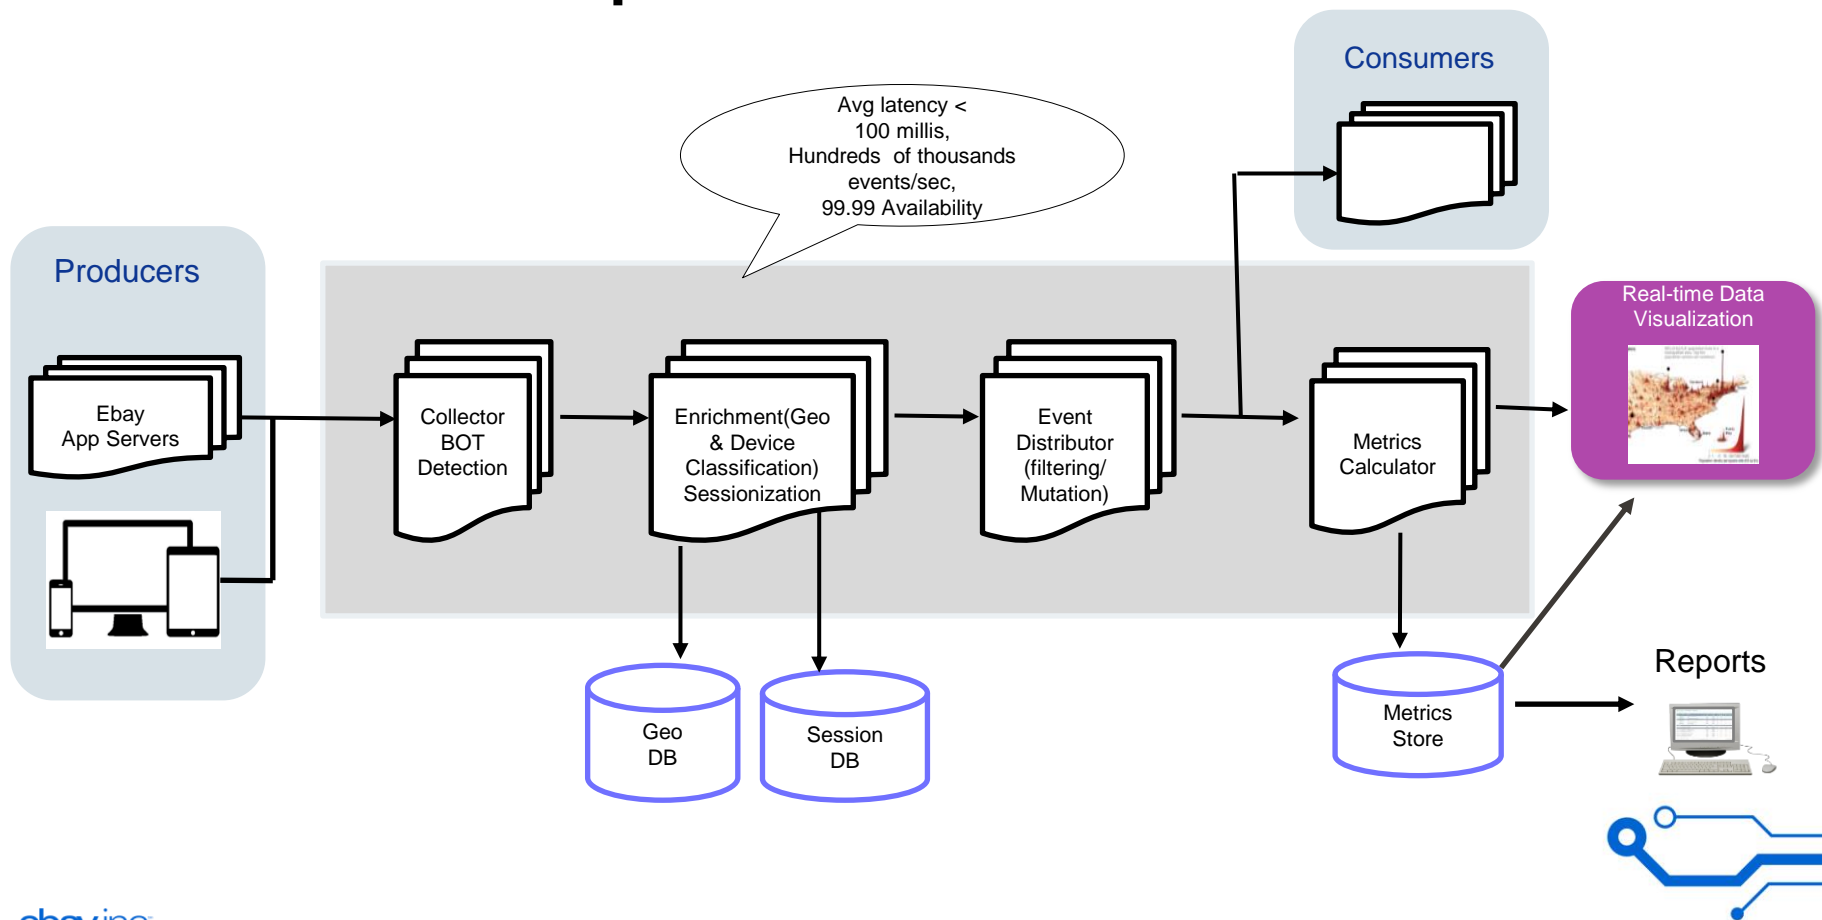 Consumers
Avg latency <
100 millis,
Hundreds of thousands
events/sec,
99.99 Availability
Producers
Real-time Data
Visualization
Ebay
App Servers
Collector
BOT
Detection
Enrichment(Geo
& Device
Classification)
Sessionization
Event
Distributor
(filtering/
Mutation)
Metrics
Calculator
Geo
DB
Session
DB
Metrics
Store
Reports